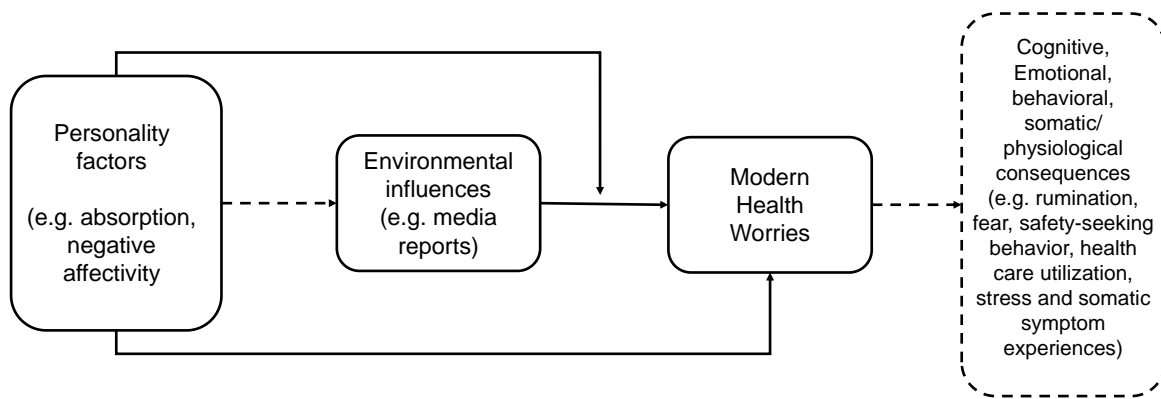 Personality
factors
(e.g. absorption,
negative
affectivity
Environmental
influences
(e.g. media
reports)
Modern
Health
Worries
Cognitive,
Emotional,
behavioral,
somatic/
physiological
consequences
(e.g. rumination,
fear, safety-seeking
behavior, health
care utilization,
stress and somatic
symptom
experiences)